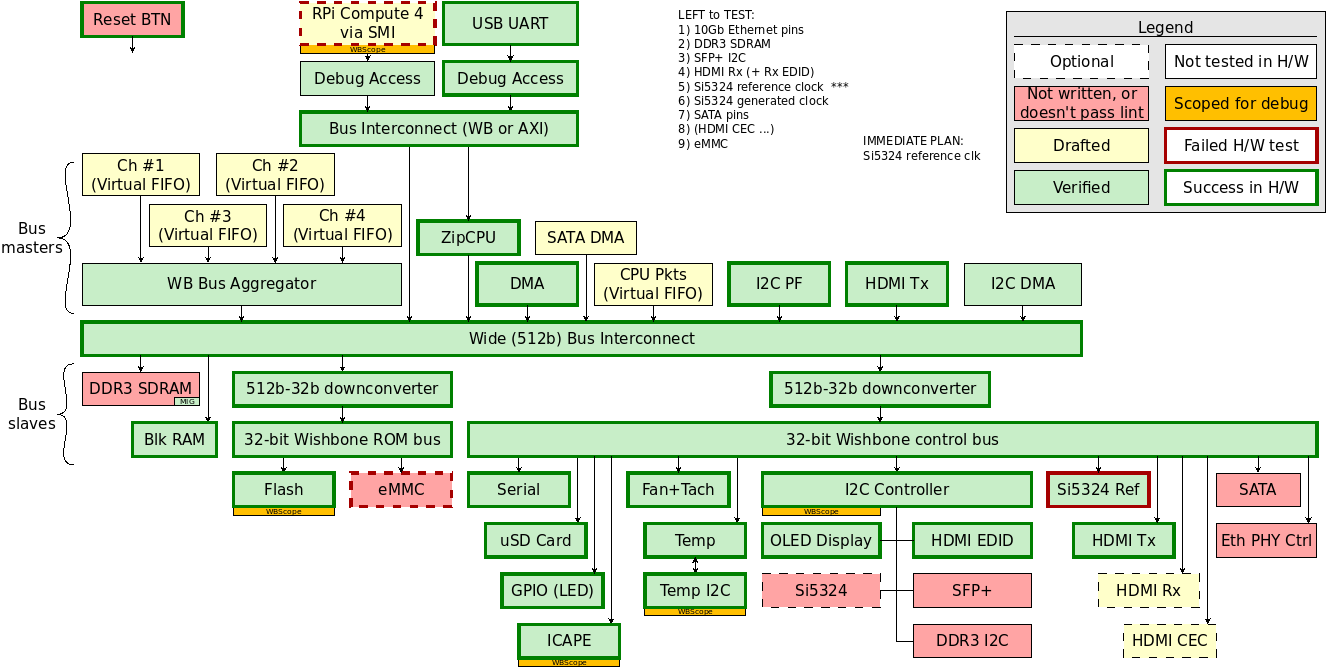 Reset BTN
RPi Compute 4
via SMI
WBScope
USB UART
Debug Access
Debug Access
Bus Interconnect (WB or AXI)
LEFT to TEST:
1) 10Gb Ethernet pins
2) DDR3 SDRAM
3) SFP+ I2C
4) HDMI Rx (+ Rx EDID)
5) Si5324 reference clock  ***
6) Si5324 generated clock
7) SATA pins
8) (HDMI CEC ...)
9) eMMC
IMMEDIATE PLAN:
Si5324 reference clk
Legend
Optional
Not tested in H/W
Not written, or
doesn't pass lint
Scoped for debug
Drafted
Failed H/W test
Verified
Success in H/W
Bus
masters
Ch #1
(Virtual FIFO)
Ch #2
(Virtual FIFO)
Ch #3
(Virtual FIFO)
Ch #4
(Virtual FIFO)
ZipCPU
SATA DMA
WB Bus Aggregator
DMA
CPU Pkts
(Virtual FIFO)
I2C PF
HDMI Tx
I2C DMA
Wide (512b) Bus Interconnect
Bus
slaves
DDR3 SDRAM
MIG
512b-32b downconverter
512b-32b downconverter
Blk RAM
32-bit Wishbone ROM bus
32-bit Wishbone control bus
Flash
WBScope
eMMC
Serial
Fan+Tach
I2C Controller
WBScope
Si5324 Ref
SATA
uSD Card
Temp
OLED Display
HDMI EDID
HDMI Tx
Eth PHY Ctrl
GPIO (LED)
Temp I2C
WBScope
Si5324
SFP+
HDMI Rx
ICAPE
WBScope
DDR3 I2C
HDMI CEC